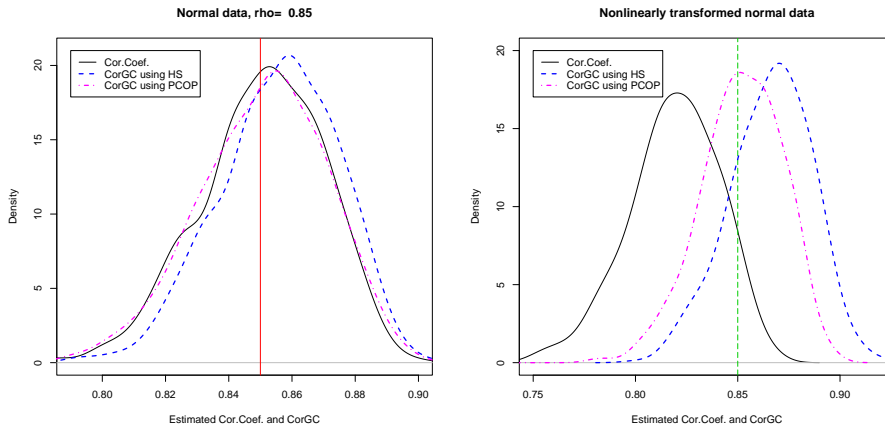 Normal data, rho= 0.85
Cor.Coef.
CorGC using HS
CorGC using PCOP
Density
0
5
10
15
20
0.80
0.82
0.84
0.86
0.88
0.90
Estimated Cor.Coef. and CorGC
Nonlinearly transformed normal data
Cor.Coef.
CorGC using HS
CorGC using PCOP
Density
0
5
10
15
20
0.75
0.80
0.85
0.90
Estimated Cor.Coef. and CorGC